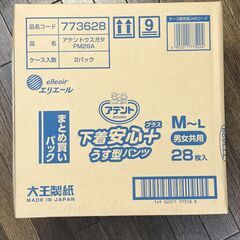 商品コード 773628
品名 アテントウスガタ
PM28A
ケース入数 2パック
9
elleair
エリエール
まとめ買い
パック
アテント
下着安心+
プラス
うす型パンツ
M～L
男女共用
28枚入
大王製紙
MADE IN JAPAN